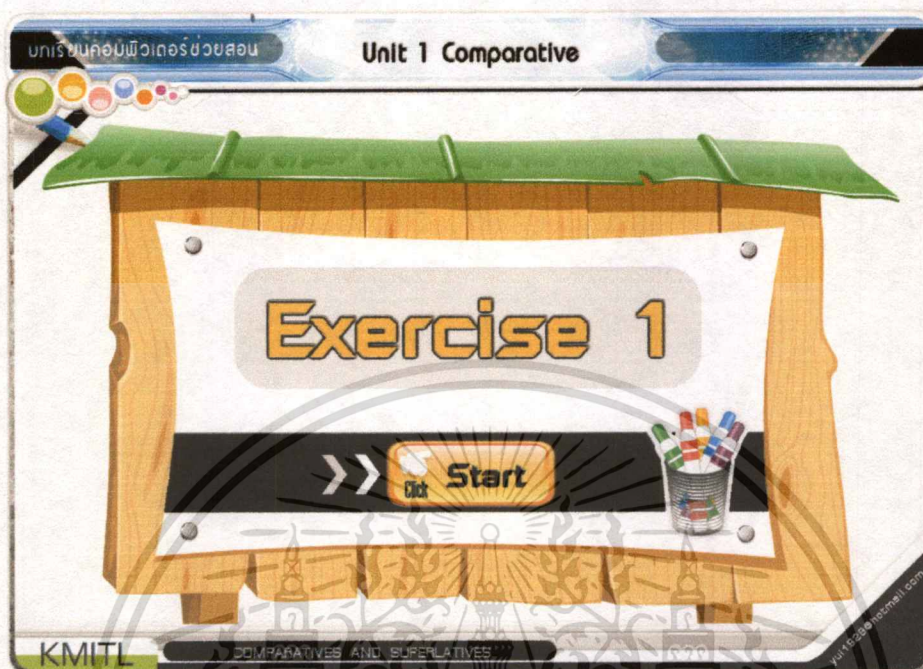 บทเรียนคอมพิวเตอร์ช่วยสอน
Unit 1 Comparative
Exercise 1
Click
Start
KMITL
COMPARATIVES AND SUPERLATIVES